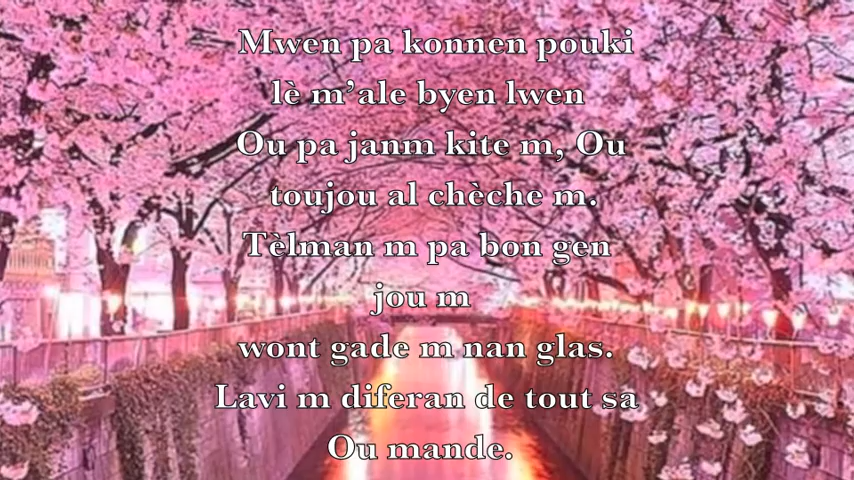 Mwen pa konnen pouki
lè m’ale byen lwen
Ou pa janm kite m, Ou
toujou al chèche m.
Tèlman m pa bon gen
jou m
wont gade m nan glas.
Lavi m diferan de tout sa
Ou mande.